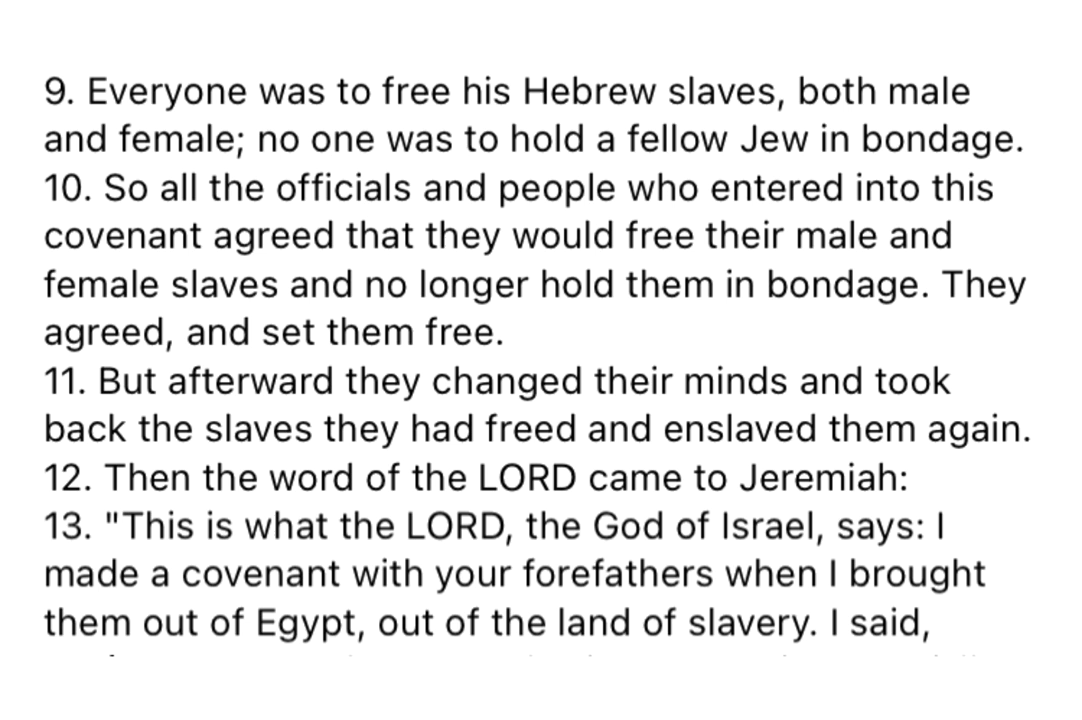 9. Everyone was to free his Hebrew slaves, both male
and female; no one was to hold a fellow Jew in bondage.
10. So all the officials and people who entered into this
covenant agreed that they would free their male and
female slaves and no longer hold them in bondage. They
agreed, and set them free.
11. But afterward they changed their minds and took
back the slaves they had freed and enslaved them again.
12. Then the word of the LORD came to Jeremiah:
13. "This is what the LORD, the God of Israel, says: I
made a covenant with your forefathers when I brought
them out of Egypt, out of the land of slavery. I said,